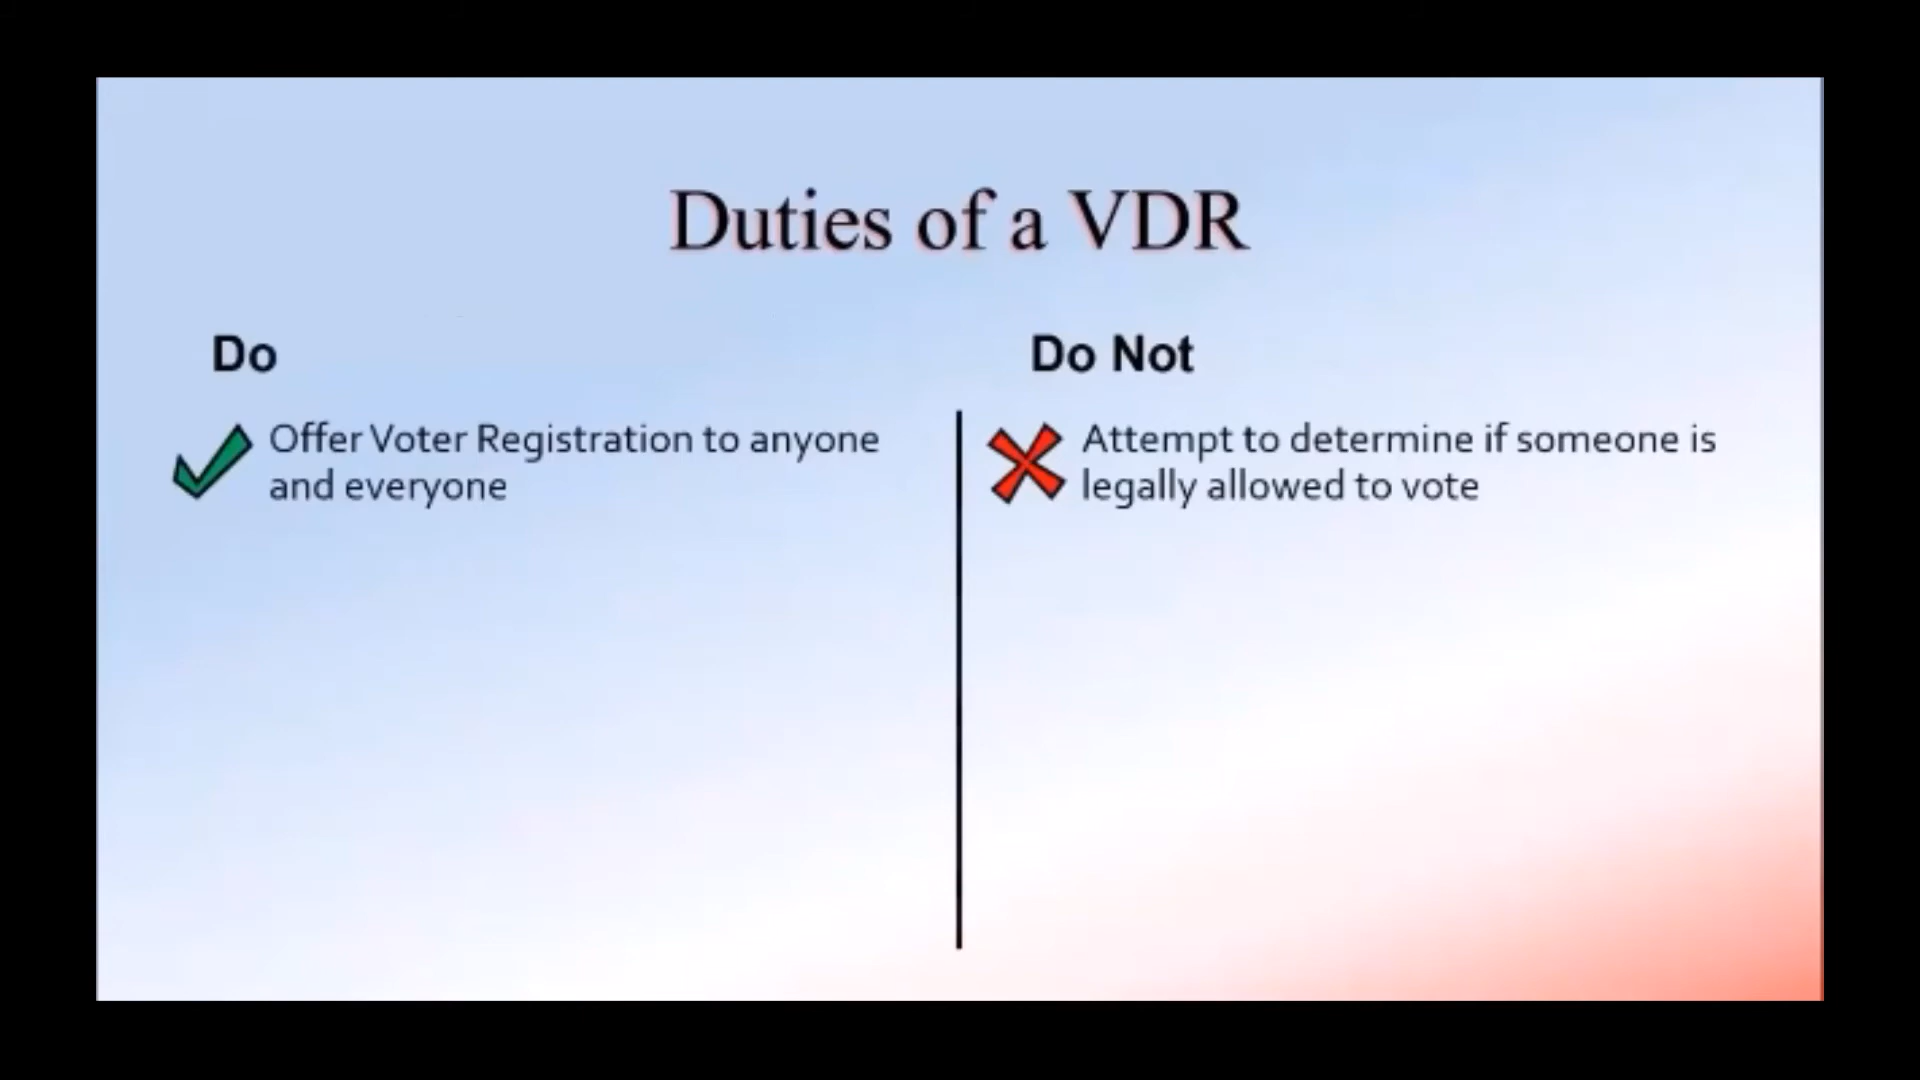 Duties of a VDR
Do
Offer Voter Registration to anyone
and everyone
Do Not
Attempt to determine if someone is
legally allowed to vote